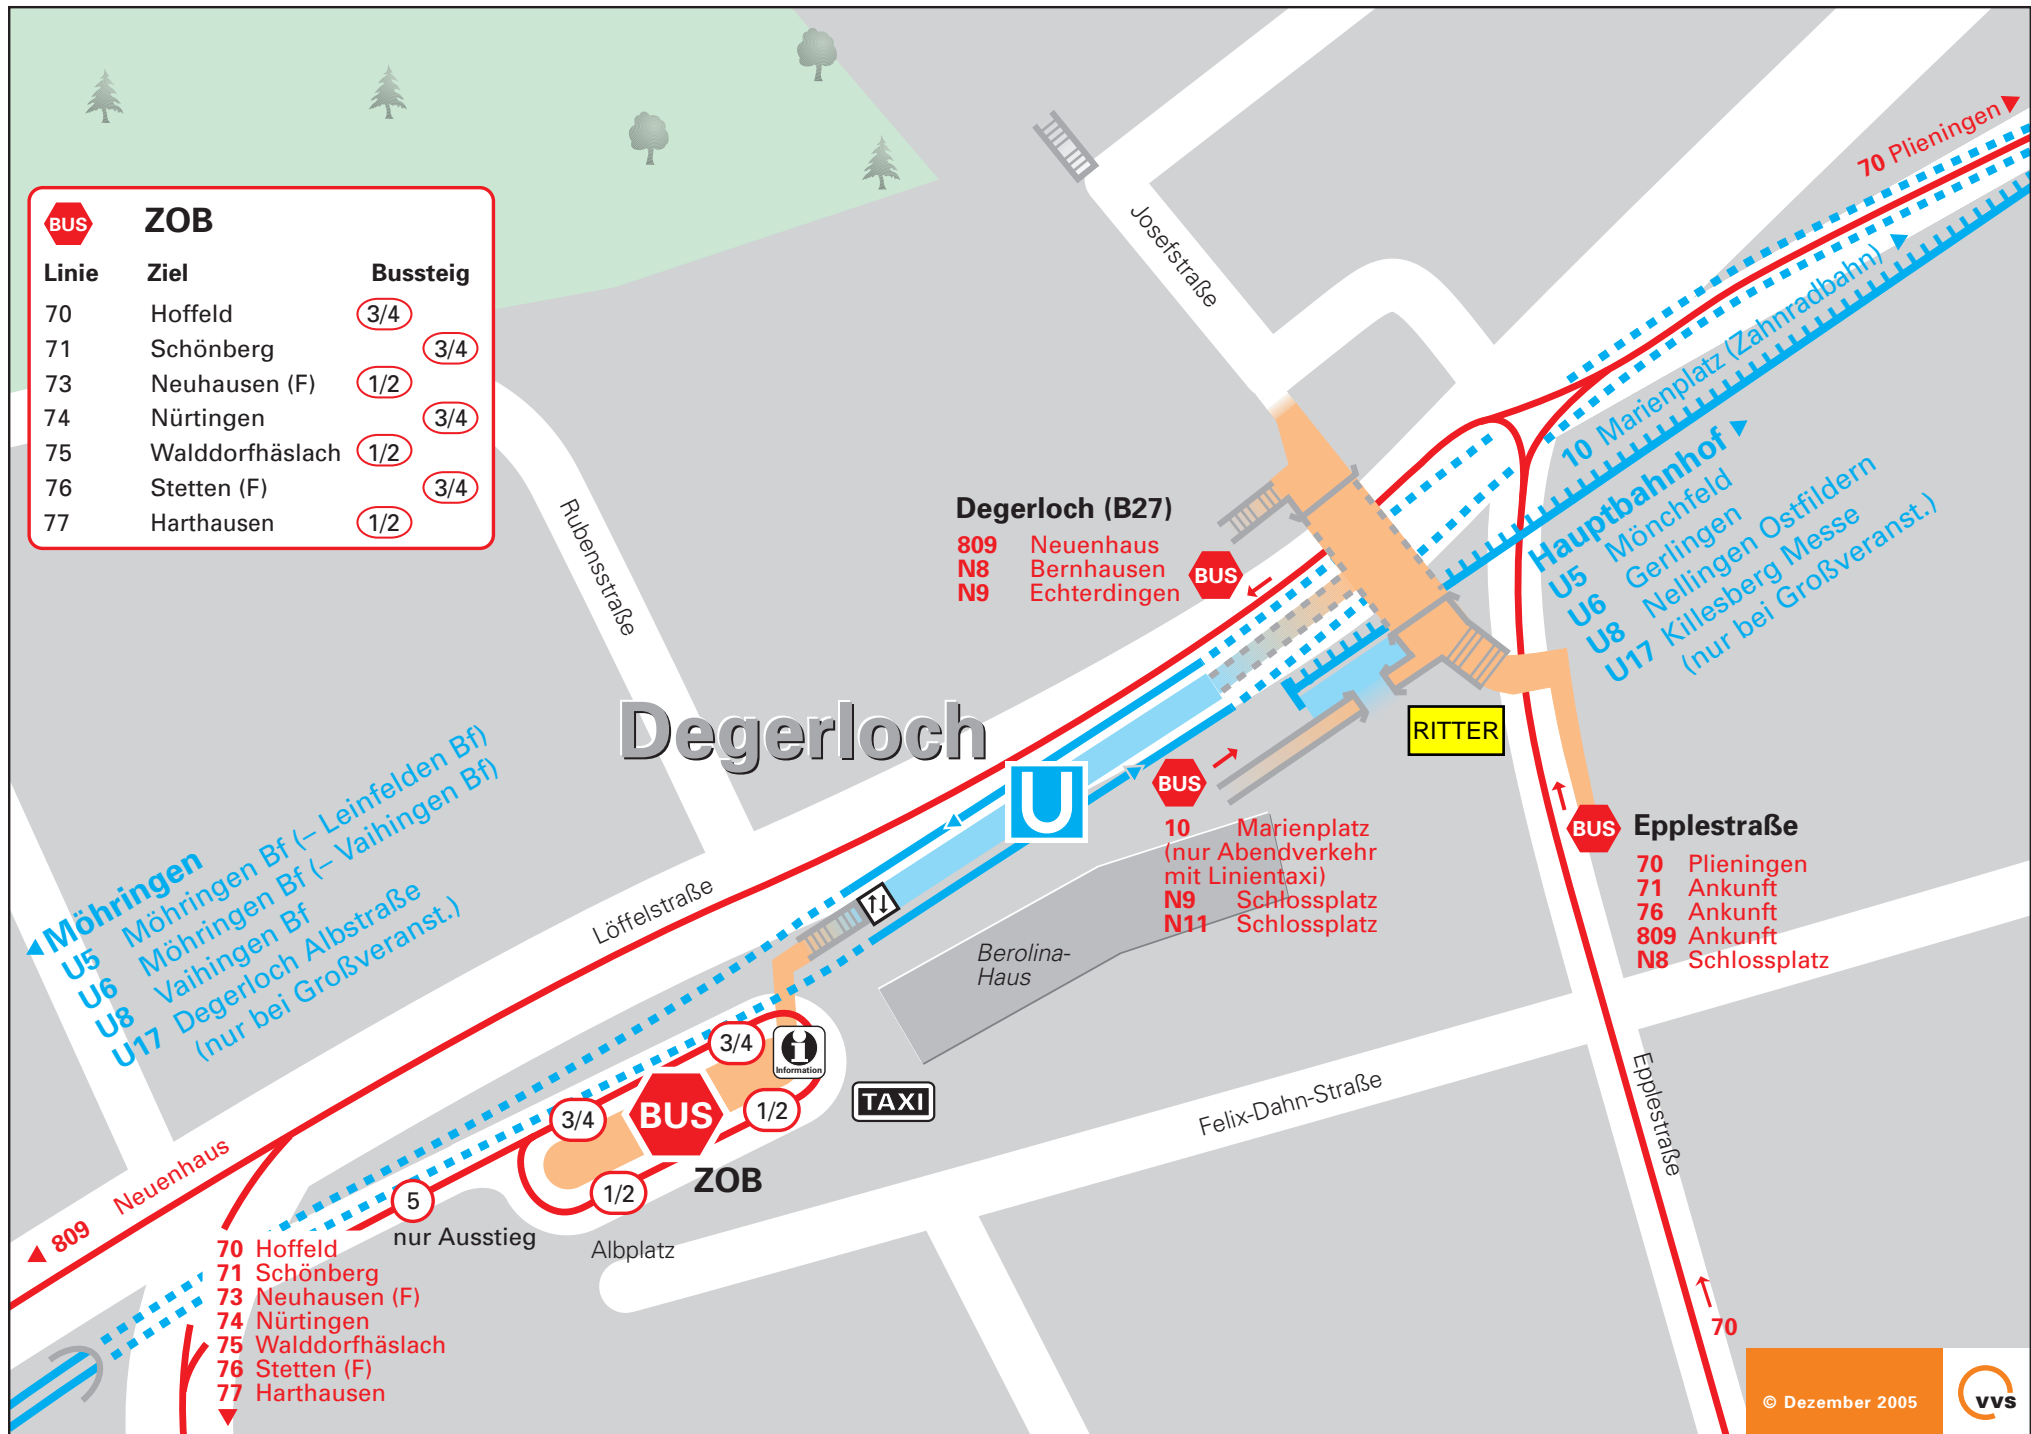 BUS ZOB
Linie Ziel Bussteig
70 Hoffeld 3/4
71 Schönberg 3/4
73 Neuhausen (F) 1/2
74 Nürtingen 3/4
75 Walddorfhäslach 1/2
76 Stetten (F) 3/4
77 Harthausen 1/2
70 Plieningen
Josefstraße
10 Marienplatz (Zahnradbahn)
Hauptbahnhof
U5 Mönchfeld
U6 Gerlingen
U8 Nellingen Ostfildern
U17 Killesberg Messe
(nur bei Großveranst.)
Rubensstraße
Degerloch (B27)
809 Neuenhaus
N8 Bernhausen
N9 Echterdingen
BUS
Degerloch
U
RITTER
BUS
10 Marienplatz
(nur Abendverkehr
mit Linientaxi)
N9 Schlossplatz
N11 Schlossplatz
BUS Epplestraße
70 Plieningen
71 Ankunft
76 Ankunft
809 Ankunft
N8 Schlossplatz
Möhringen
U5 Möhringen Bf (– Leinfelden Bf)
U6 Möhringen Bf (– Vaihingen Bf)
U8 Vaihingen Bf
U17 Degerloch Albstraße
(nur bei Großveranst.)
Löffelstraße
Berolina-
Haus
3/4
Information
3/4
BUS
1/2
TAXI
ZOB
1/2
5
nur Ausstieg
Albplatz
Felix-Dahn-Straße
Epplestraße
809 Neuenhaus
70 Hoffeld
71 Schönberg
73 Neuhausen (F)
74 Nürtingen
75 Walddorfhäslach
76 Stetten (F)
77 Harthausen
70
© Dezember 2005
vvs